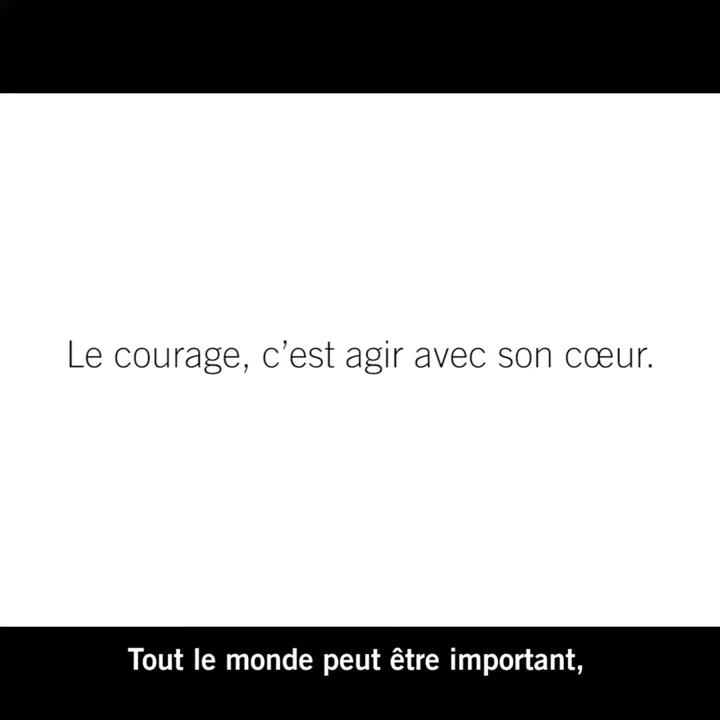 Le courage, c’est agir avec son cœur.
Tout le monde peut être important,